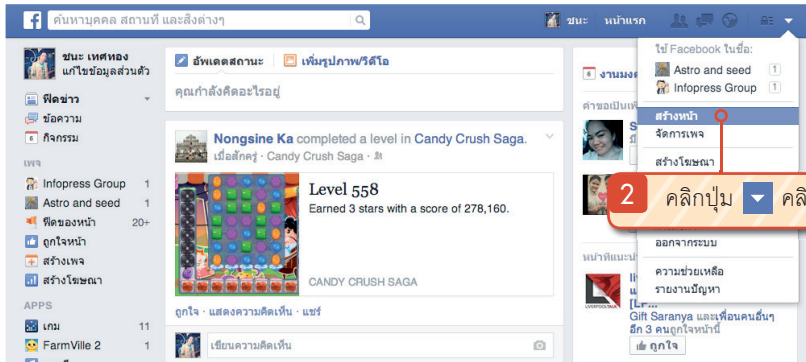 ค้นหาบุคคล สถานที่ และสิ่งต่างๆ
ชนะ หน้าแรก
ชนะ เทศทอง
แก้ไขข้อมูลส่วนตัว
ฟีดข่าว
ข้อความ
กิจกรรม
เพจ
Infopress Group 1
Astro and seed 1
ฟีดของหน้า 20+
ถูกใจหน้า
สร้างเพจ
สร้างโฆษณา
APPS
เกม 11
FarmVille 2 1
อัพเดตสถานะ เพิ่มรูปภาพ/วิดีโอ
คุณกำลังคิดอะไรอยู่
Nongsine Ka completed a level in Candy Crush Saga.
เมื่อสักครู่ · Candy Crush Saga ·
Level 558
Earned 3 stars with a score of 278,160.
CANDY CRUSH SAGA
ถูกใจ · แสดงความคิดเห็น · แชร์
เขียนความคิดเห็น
ใช้ Facebook ในชื่อ:
Astro and seed 1
Infopress Group 1
สร้างหน้า
จัดการเพจ
สร้างโฆษณา
2 คลิกปุ่ม คลิ
ออกจากระบบ
ความช่วยเหลือ
รายงานปัญหา
Gift Saranya และเพื่อนคนอื่นๆ
อีก 3 คนถูกใจหน้านี้
ถูกใจ